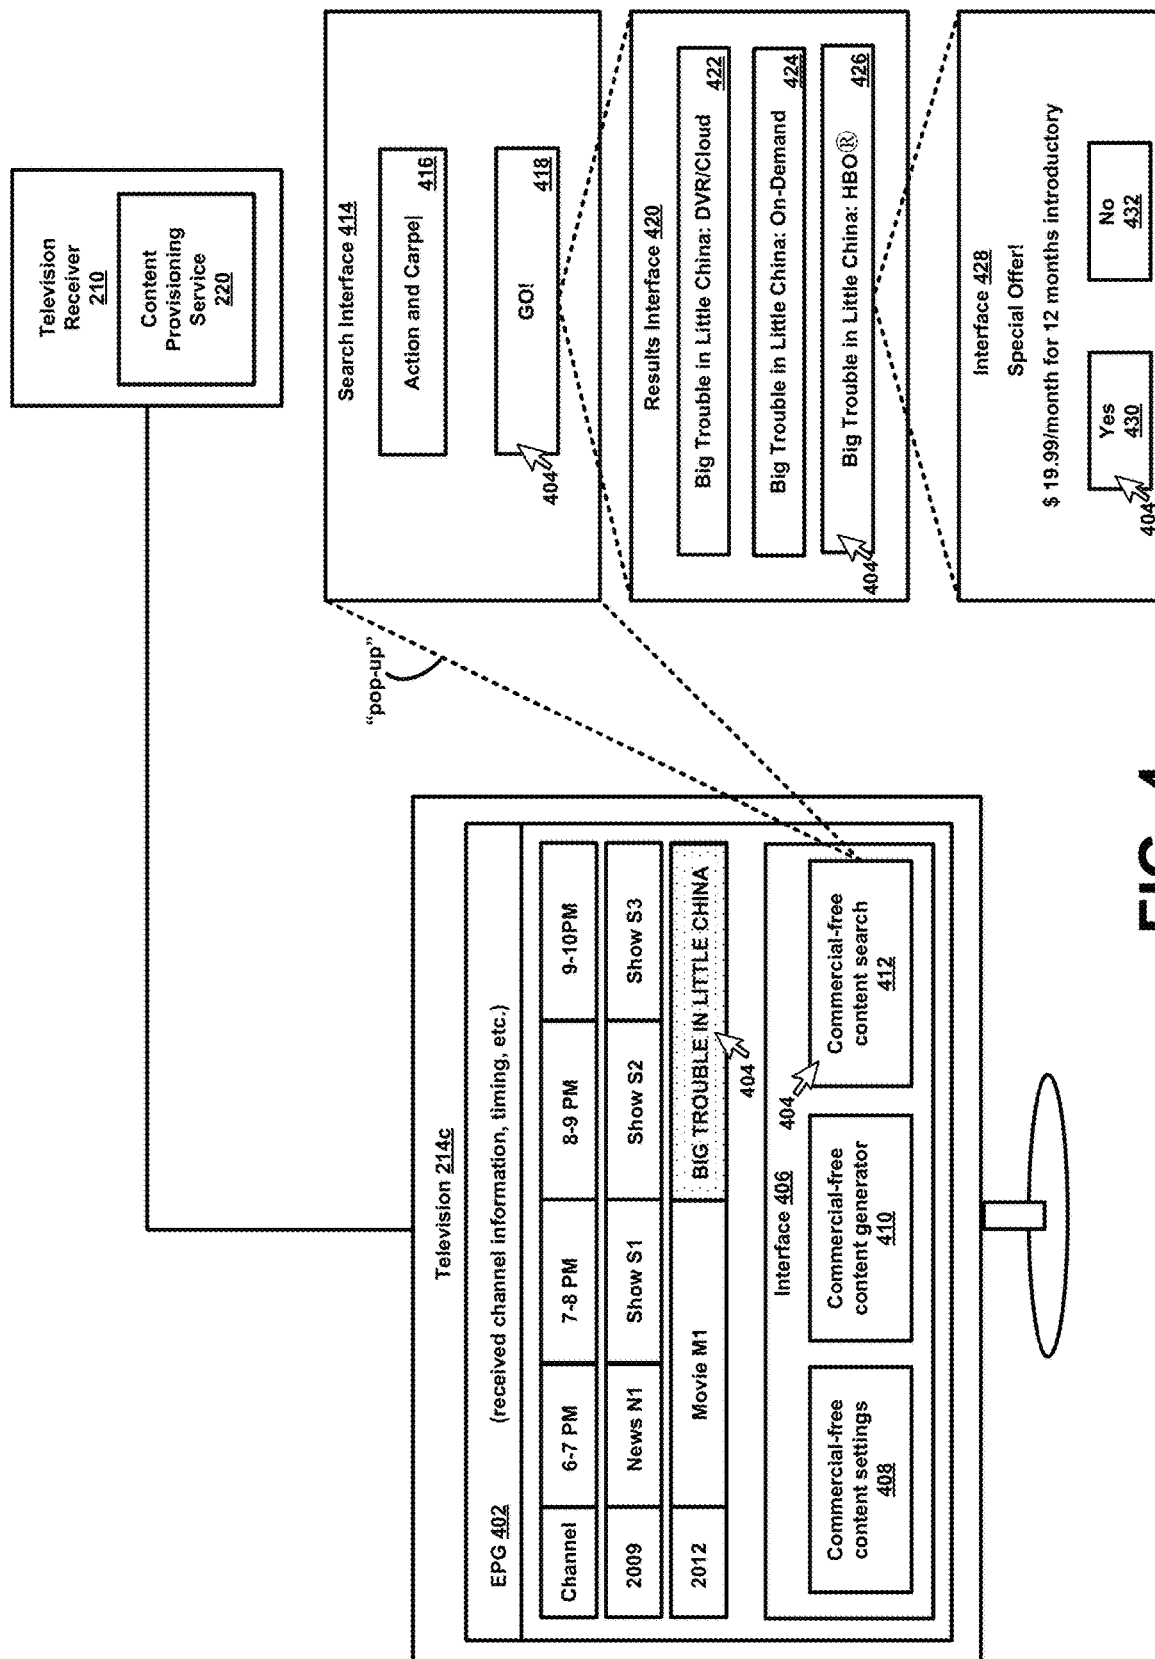 Television
Receiver
210
Content
Provisioning
Service
220
Television 214c
EPG 402 (received channel information, timing, etc.)
Channel 6-7 PM 7-8 PM 8-9 PM 9-10PM
2009 News N1 Show S1 Show S2 Show S3
2012 Movie M1 BIG TROUBLE IN LITTLE CHINA
404
Interface 406 404
Commercial-free
content settings
408
Commercial-free
content generator
410
Commercial-free
content search
412
"pop-up"
Search Interface 414
Action and Carpe| 416
GO! 418
404
Results Interface 420
Big Trouble in Little China: DVR/Cloud 422
Big Trouble in Little China: On-Demand 424
Big Trouble in Little China: HBO® 426
404
Interface 428
Special Offer!
$ 19.99/month for 12 months introductory
Yes
430
No
432
404